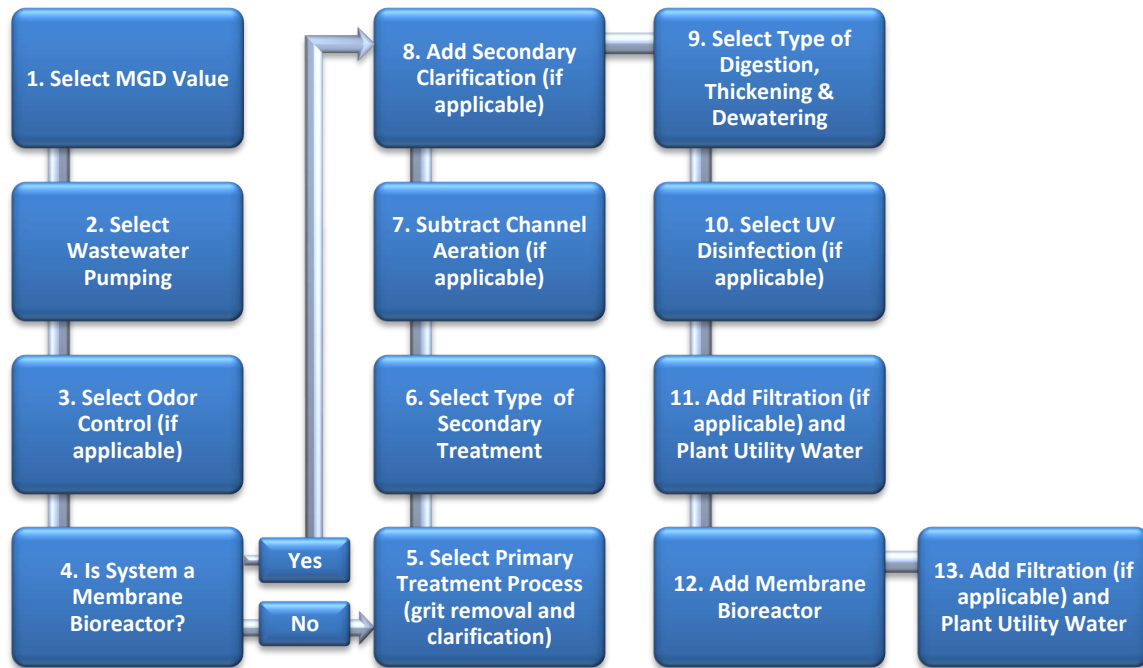 1. Select MGD Value
2. Select
Wastewater
Pumping
3. Select Odor
Control (if
applicable)
4. Is System a
Membrane
Bioreactor?
Yes
No
5. Select Primary
Treatment Process
(grit removal and
clarification)
6. Select Type of
Secondary
Treatment
7. Subtract Channel
Aeration (if
applicable)
8. Add Secondary
Clarification (if
applicable)
9. Select Type of
Digestion,
Thickening &
Dewatering
10. Select UV
Disinfection (if
applicable)
11. Add Filtration (if
applicable) and
Plant Utility Water
12. Add Membrane
Bioreactor
13. Add Filtration (if
applicable) and
Plant Utility Water